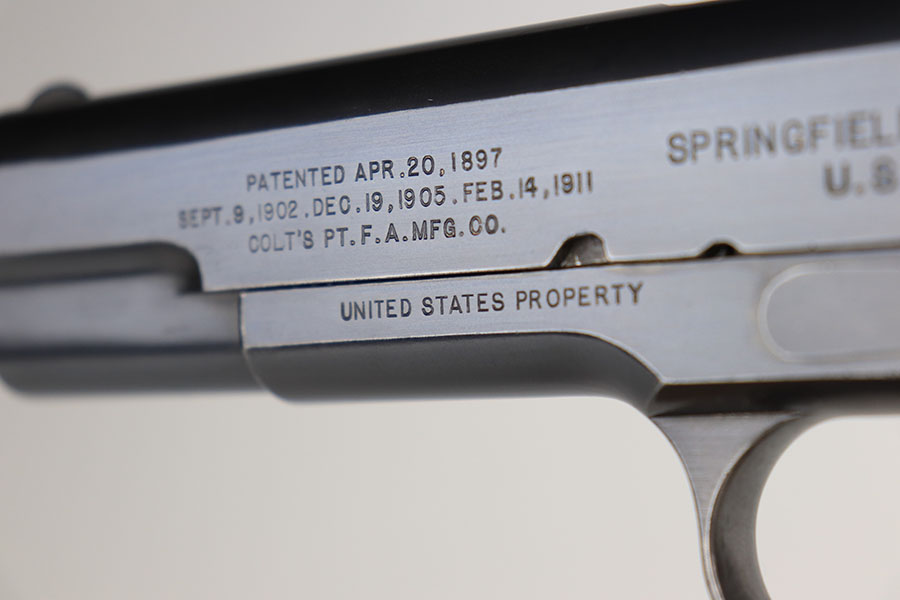 PATENTED APR.20,1897
SEPT.9,1902.DEC.19,1905.FEB.14,1911
COLT'S PT.F.A.MFG.CO.
SPRINGFIEL
U.S.
UNITED STATES PROPERTY